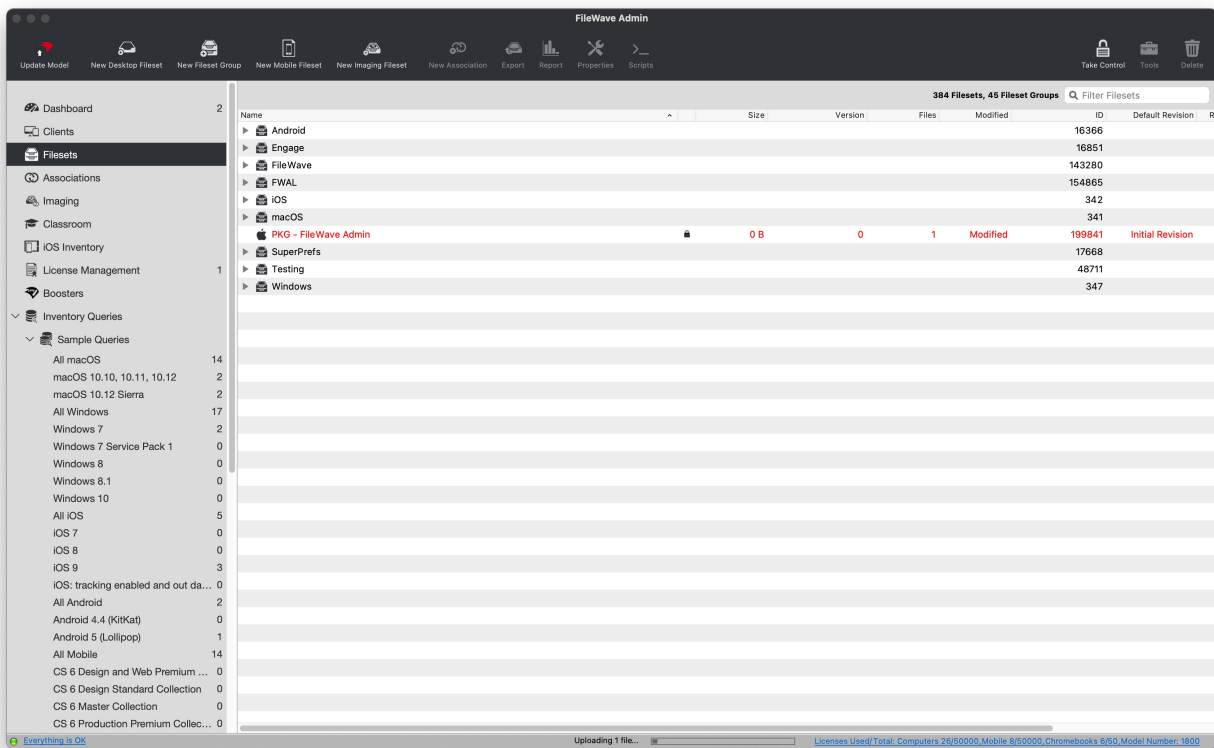 FileWave Admin
Update Model New Desktop Fileset New Fileset Group New Mobile Fileset New Imaging Fileset New Association Export Report Properties Scripts Take Control Tools Delete
384 Filesets, 45 Fileset Groups Filter Filesets
Dashboard 2
Clients
Filesets
Associations
Imaging
Classroom
iOS Inventory
License Management 1
Boosters
Inventory Queries
Sample Queries
All macOS 14
macOS 10.10, 10.11, 10.12 2
macOS 10.12 Sierra 2
All Windows 17
Windows 7 2
Windows 7 Service Pack 1 0
Windows 8 0
Windows 8.1 0
Windows 10 0
All iOS 5
iOS 7 0
iOS 8 0
iOS 9 3
iOS: tracking enabled and out da... 0
All Android 2
Android 4.4 (KitKat) 0
Android 5 (Lollipop) 1
All Mobile 14
CS 6 Design and Web Premium ... 0
CS 6 Design Standard Collection 0
CS 6 Master Collection 0
CS 6 Production Premium Collec... 0
Name Size Version Files Modified ID Default Revision R
Android 16366
Engage 16851
FileWave 143280
FWAL 154865
iOS 342
macOS 341
PKG - FileWave Admin 0 B 0 1 Modified 199841 Initial Revision
SuperPrefs 17668
Testing 48711
Windows 347
Everything is OK Uploading 1 file... Licenses Used/Total: Computers 26/50000,Mobile 8/50000,Chromebooks 6/50,Model Number: 1800